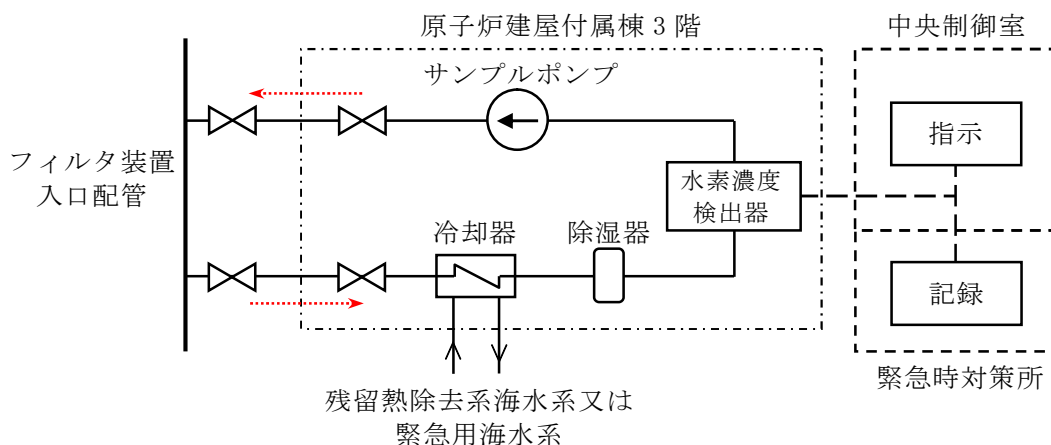 原子炉建屋付属棟3階
中央制御室
サンプルポンプ
指示
フィルタ装置
入口配管
水素濃度
検出器
冷却器
除湿器
記録
緊急時対策所
残留熱除去系海水系又は
緊急用海水系